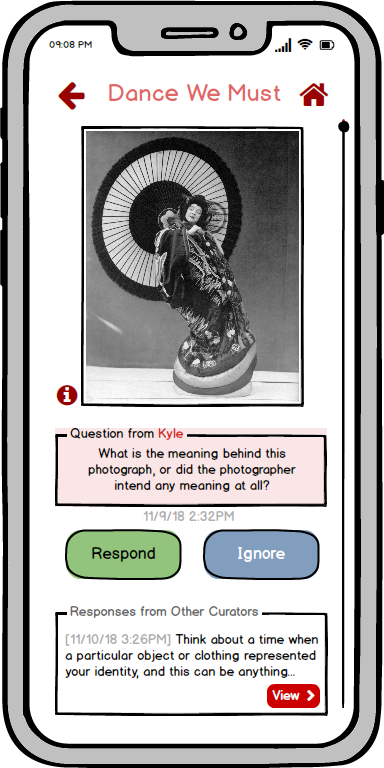 09:08 PM
Dance We Must
Question from Kyle
What is the meaning behind this
photograph, or did the photographer
intend any meaning at all?
11/9/18 2:32PM
Respond
Ignore
Responses from Other Curators
[11/10/18 3:26PM] Think about a time when
a particular object or clothing represented
your identity, and this can be anything...
View